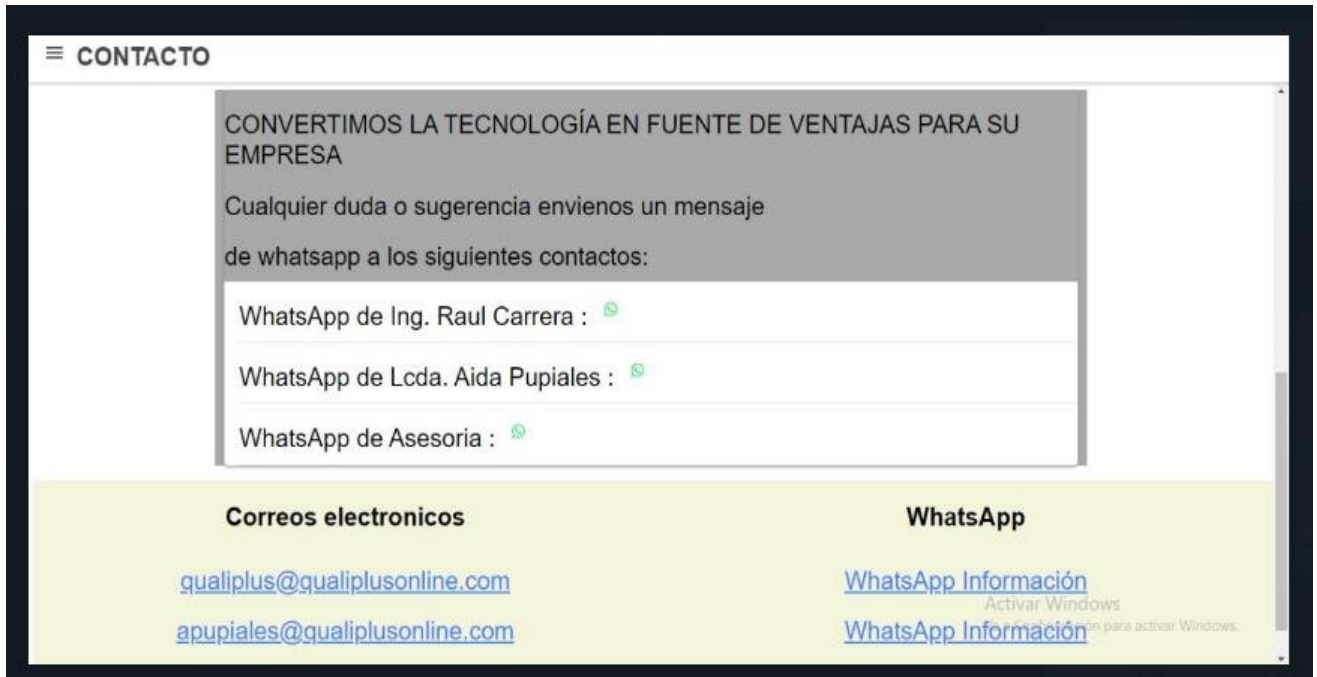 ≡ CONTACTO
CONVERTIMOS LA TECNOLOGÍA EN FUENTE DE VENTAJAS PARA SU
EMPRESA
Cualquier duda o sugerencia envienos un mensaje
de whatsapp a los siguientes contactos:
WhatsApp de Ing. Raul Carrera :
WhatsApp de Lcda. Aida Pupiales :
WhatsApp de Asesoria :
Correos electronicos
WhatsApp
qualiplus@qualiplusonline.com
WhatsApp Información
Activar Windows
apupiales@qualiplusonline.com
WhatsApp Información
para activar Windows.